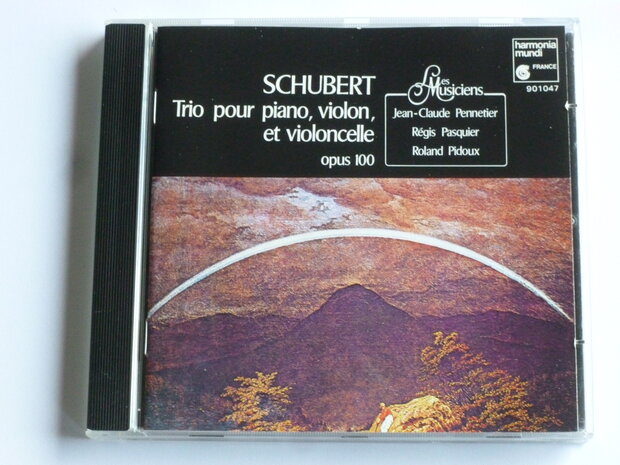 SCHUBERT
Trio pour piano, violon,
et violoncelle
opus 100
Les
Musiciens
Jean-Claude Pennetier
Régis Pasquier
Roland Pidoux
harmonia
mundi
FRANCE
901047